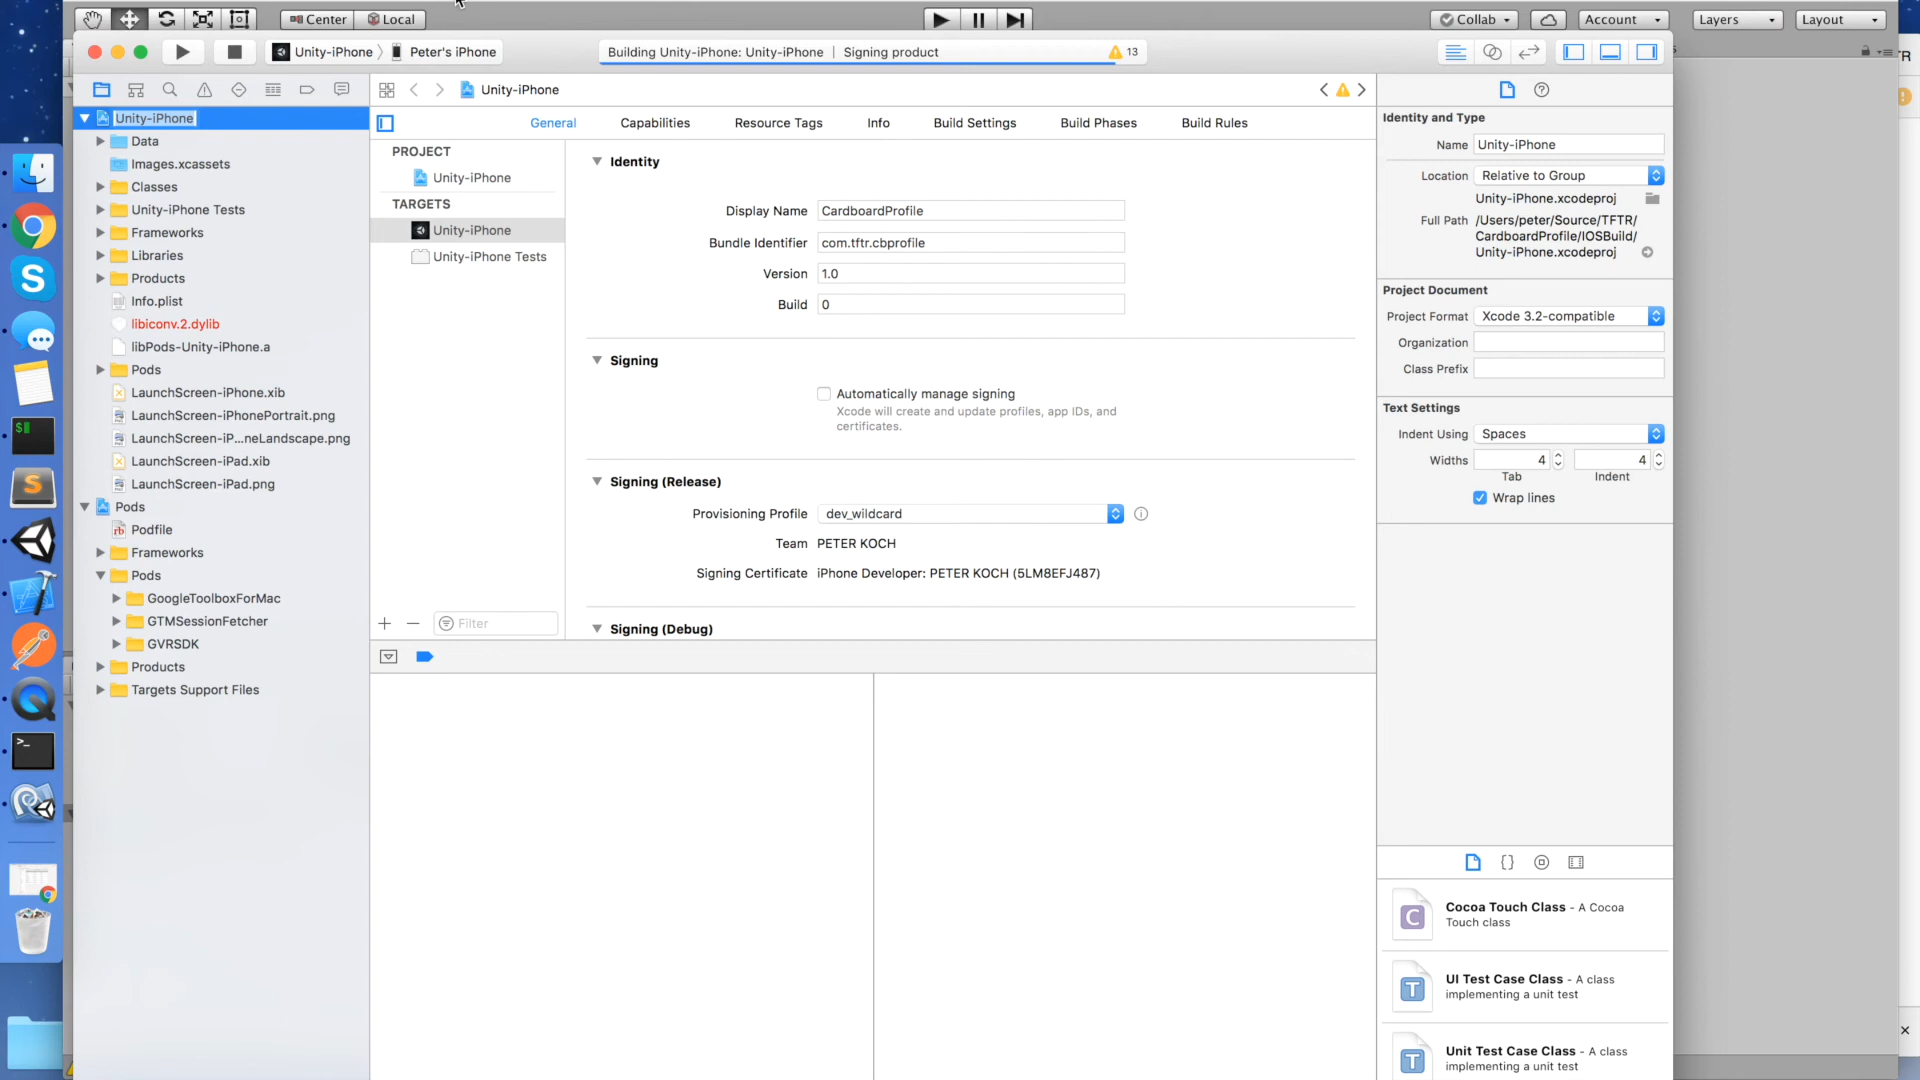 Center Local
Collab Account Layers Layout
Unity-iPhone Peter's iPhone
Building Unity-iPhone: Unity-iPhone | Signing product 13
Unity-iPhone
General Capabilities Resource Tags Info Build Settings Build Phases Build Rules
Unity-iPhone
Data
Images.xcassets
Classes
Unity-iPhone Tests
Frameworks
Libraries
Products
Info.plist
libiconv.2.dylib
libPods-Unity-iPhone.a
Pods
LaunchScreen-iPhone.xib
LaunchScreen-iPhonePortrait.png
LaunchScreen-iP...neLandscape.png
LaunchScreen-iPad.xib
LaunchScreen-iPad.png
Pods
Podfile
Frameworks
Pods
GoogleToolboxForMac
GTMSessionFetcher
GVRSDK
Products
Targets Support Files
PROJECT
Unity-iPhone
TARGETS
Unity-iPhone
Unity-iPhone Tests
Filter
Identity
Display Name CardboardProfile
Bundle Identifier com.tftr.cbprofile
Version 1.0
Build 0
Signing
Automatically manage signing
Xcode will create and update profiles, app IDs, and
certificates.
Signing (Release)
Provisioning Profile dev_wildcard
Team PETER KOCH
Signing Certificate iPhone Developer: PETER KOCH (5LM8EFJ487)
Signing (Debug)
Identity and Type
Name Unity-iPhone
Location Relative to Group
Unity-iPhone.xcodeproj
Full Path /Users/peter/Source/TFTR/
CardboardProfile/IOSBuild/
Unity-iPhone.xcodeproj
Project Document
Project Format Xcode 3.2-compatible
Organization
Class Prefix
Text Settings
Indent Using Spaces
Widths 4 4
Tab Indent
Wrap lines
Cocoa Touch Class - A Cocoa
Touch class
UI Test Case Class - A class
implementing a unit test
Unit Test Case Class - A class
implementing a unit test